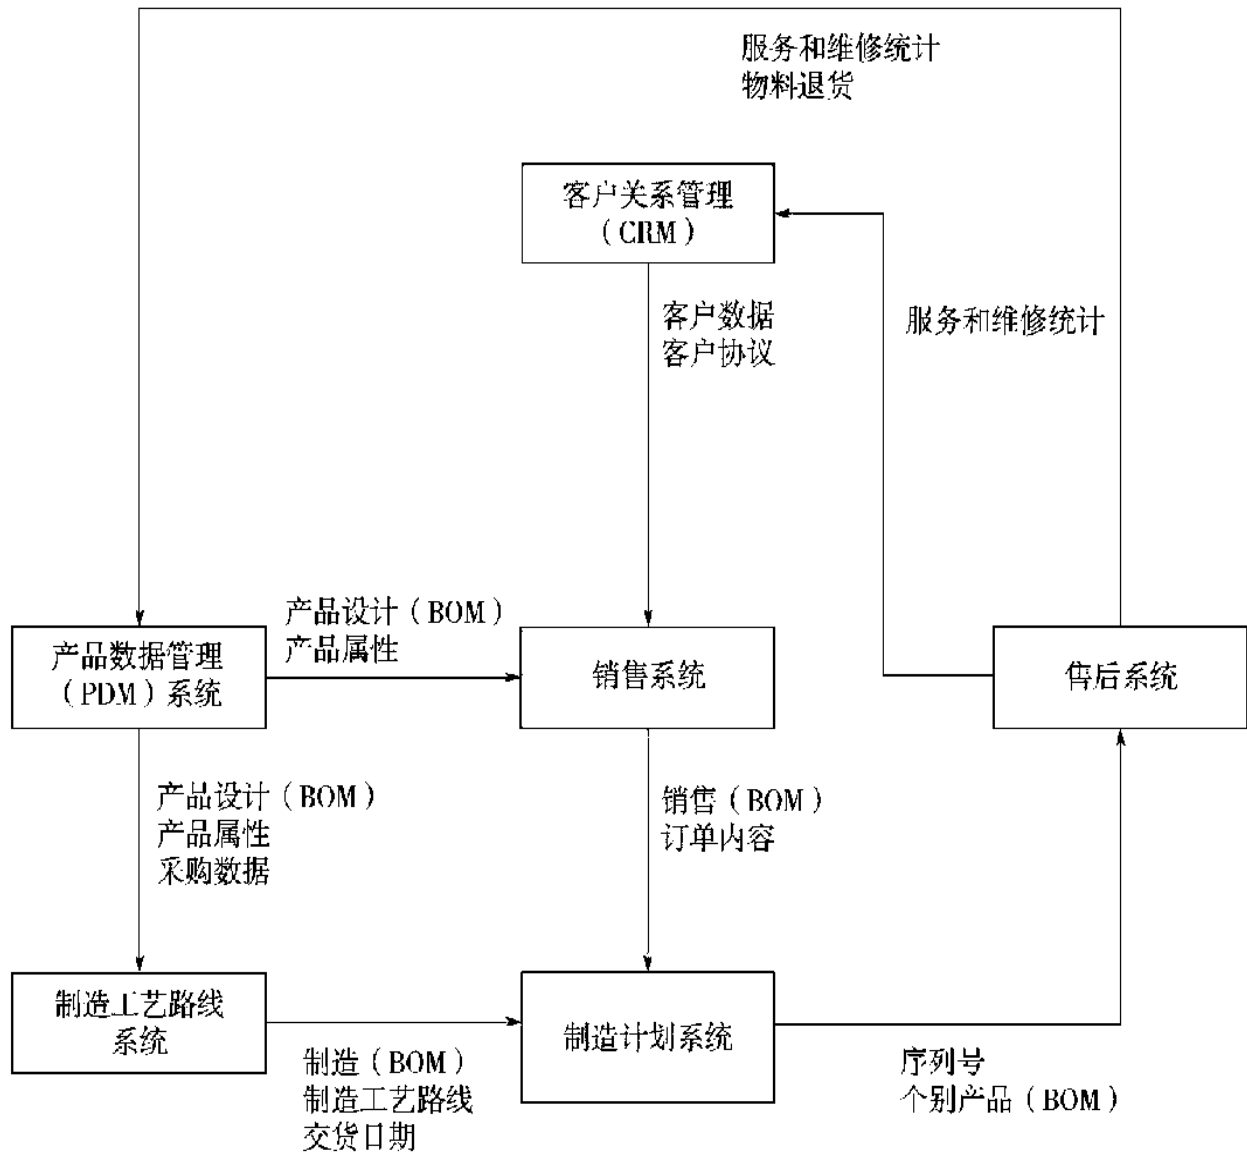 服务和维修统计
物料退货
客户关系管理
（CRM）
客户数据
客户协议
服务和维修统计
产品设计（BOM）
产品属性
产品数据管理
（PDM）系统
销售系统
售后系统
产品设计（BOM）
产品属性
采购数据
销售（BOM）
订单内容
制造工艺路线
系统
制造计划系统
制造（BOM）
制造工艺路线
交货日期
序列号
个别产品（BOM）